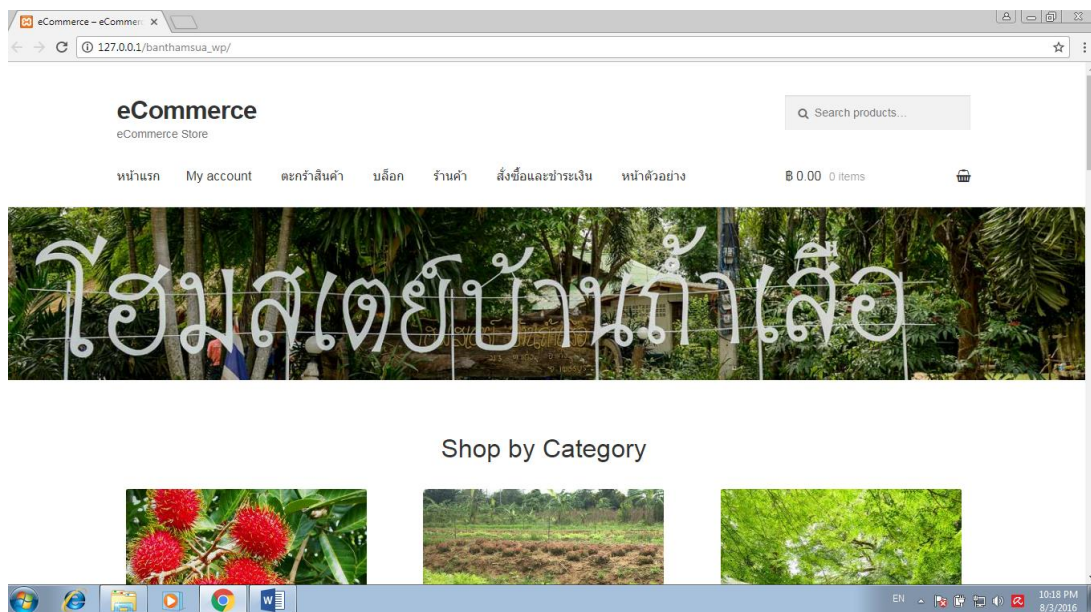 eCommerce – eCommer
127.0.0.1/banthamsua_wp/
eCommerce
eCommerce Store
Search products...
หน้าแรก My account ตะกร้าสินค้า บล็อก ร้านค้า สั่งซื้อและชำระเงิน หน้าตัวอย่าง ฿ 0.00 0 items
โฮมสเตย์บ้านถ้ำเสือ
Shop by Category
EN
10:18 PM
8/3/2016